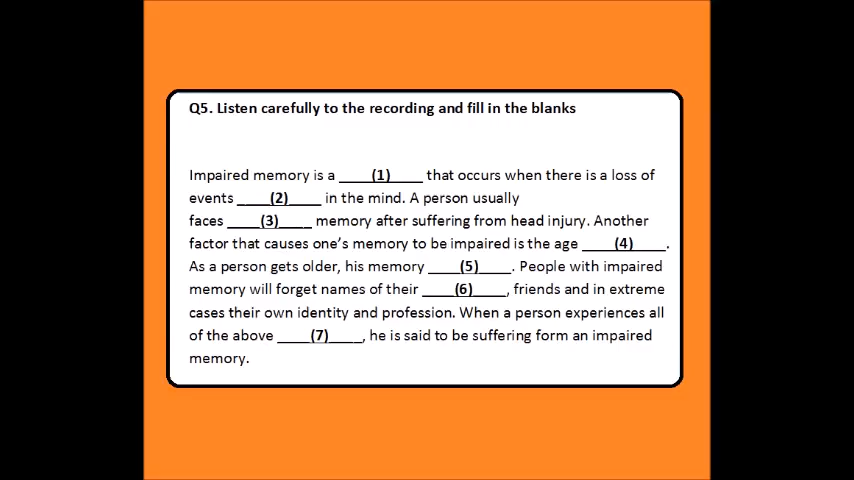 Q5. Listen carefully to the recording and fill in the blanks
Impaired memory is a ____(1)____ that occurs when there is a loss of
events ____(2)____ in the mind. A person usually
faces ____(3)____ memory after suffering from head injury. Another
factor that causes one’s memory to be impaired is the age ____(4)____.
As a person gets older, his memory ____(5)____. People with impaired
memory will forget names of their ____(6)____, friends and in extreme
cases their own identity and profession. When a person experiences all
of the above ____(7)____, he is said to be suffering form an impaired
memory.